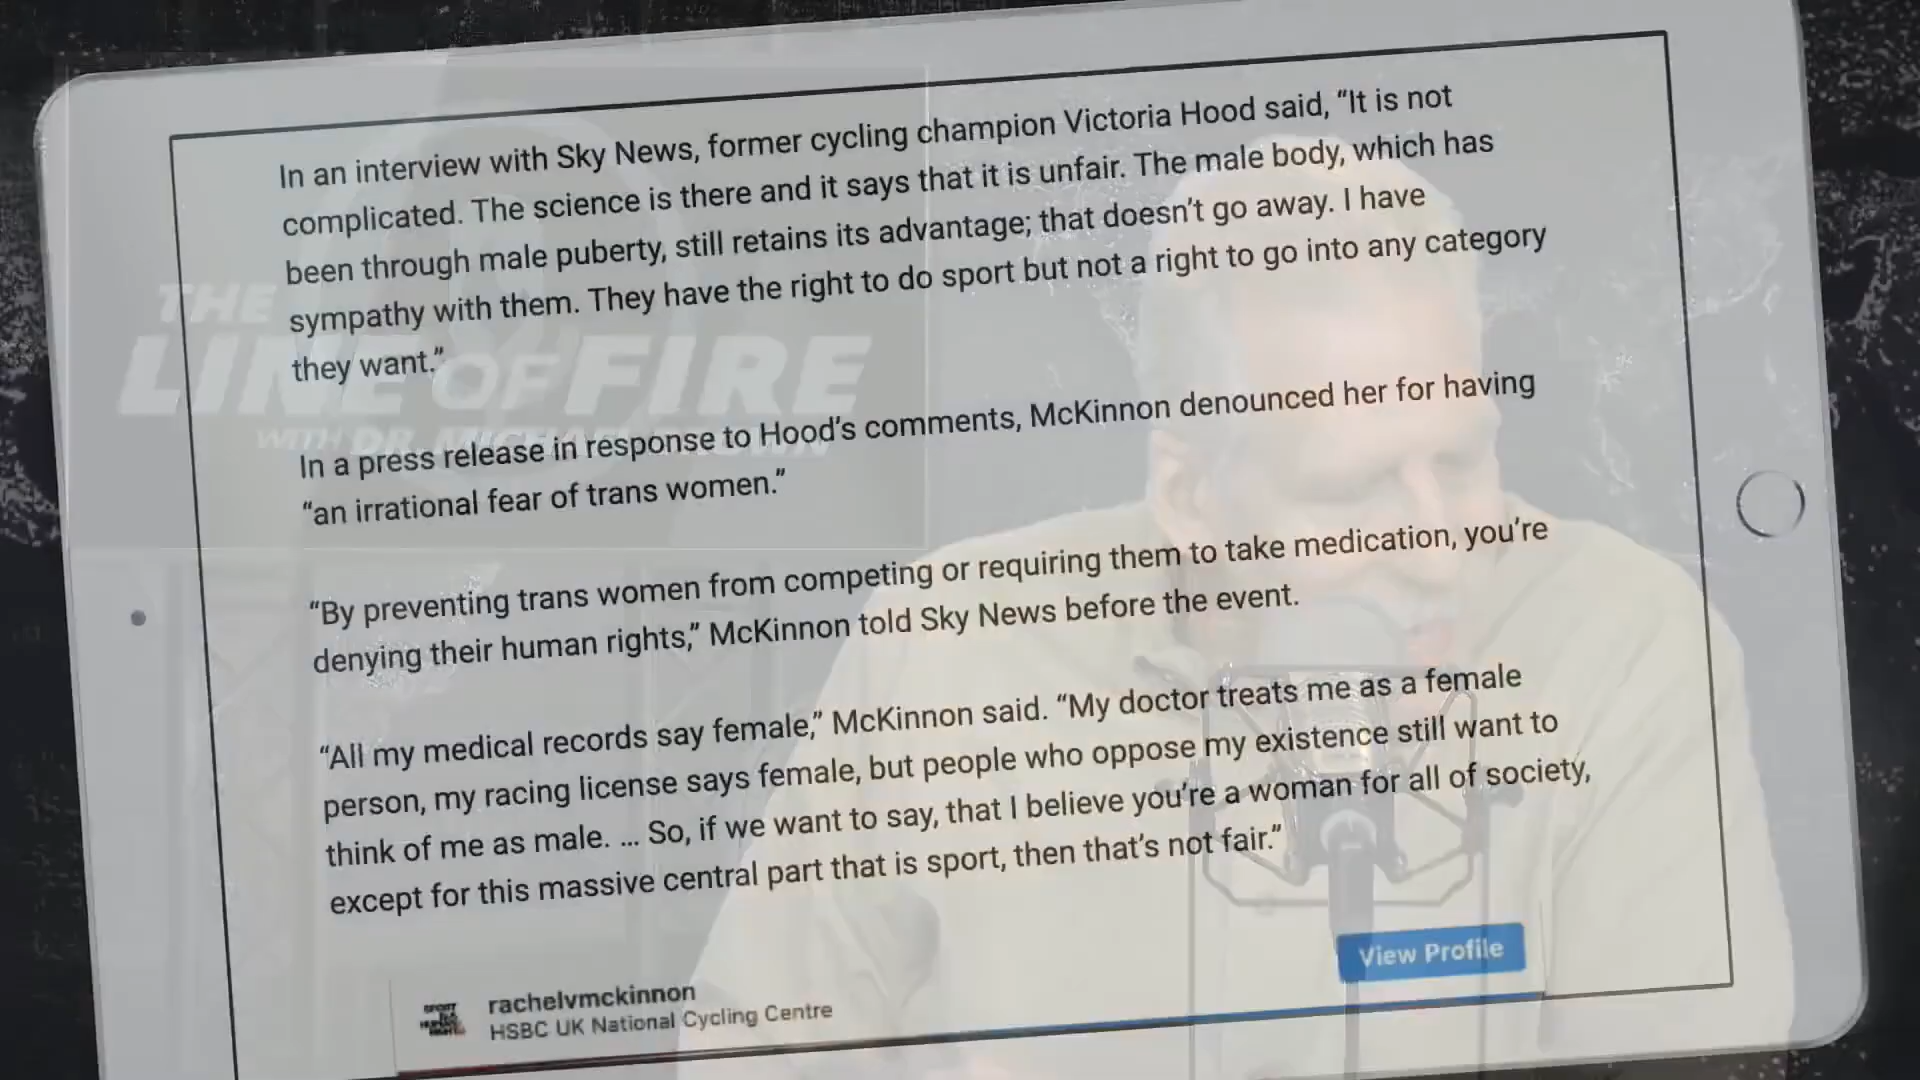 In an interview with Sky News, former cycling champion Victoria Hood said, “It is not
complicated. The science is there and it says that it is unfair. The male body, which has
been through male puberty, still retains its advantage; that doesn’t go away. I have
sympathy with them. They have the right to do sport but not a right to go into any category
they want.”
In a press release in response to Hood’s comments, McKinnon denounced her for having
“an irrational fear of trans women.”
“By preventing trans women from competing or requiring them to take medication, you’re
denying their human rights,” McKinnon told Sky News before the event.
“All my medical records say female,” McKinnon said. “My doctor treats me as a female
person, my racing license says female, but people who oppose my existence still want to
think of me as male. … So, if we want to say, that I believe you’re a woman for all of society,
except for this massive central part that is sport, then that’s not fair.”
View Profile
rachelvmckinnon
HSBC UK National Cycling Centre
THE
LINE OF FIRE
WITH DR. MICHAEL BROWN